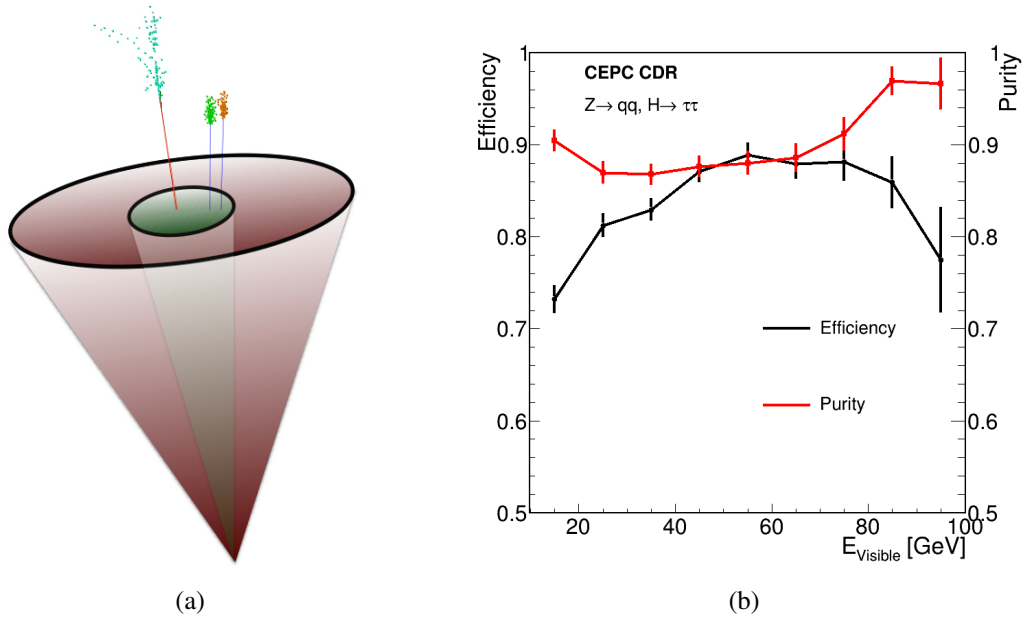 1
1
Efficiency
Purity
CEPC CDR
Z→ qq, H→ ττ
0.9
0.9
0.8
0.8
0.7
0.7
Efficiency
Purity
0.6
0.6
0.5
0.5
20
40
60
80
100
E_Visible [GeV]
(a)
(b)